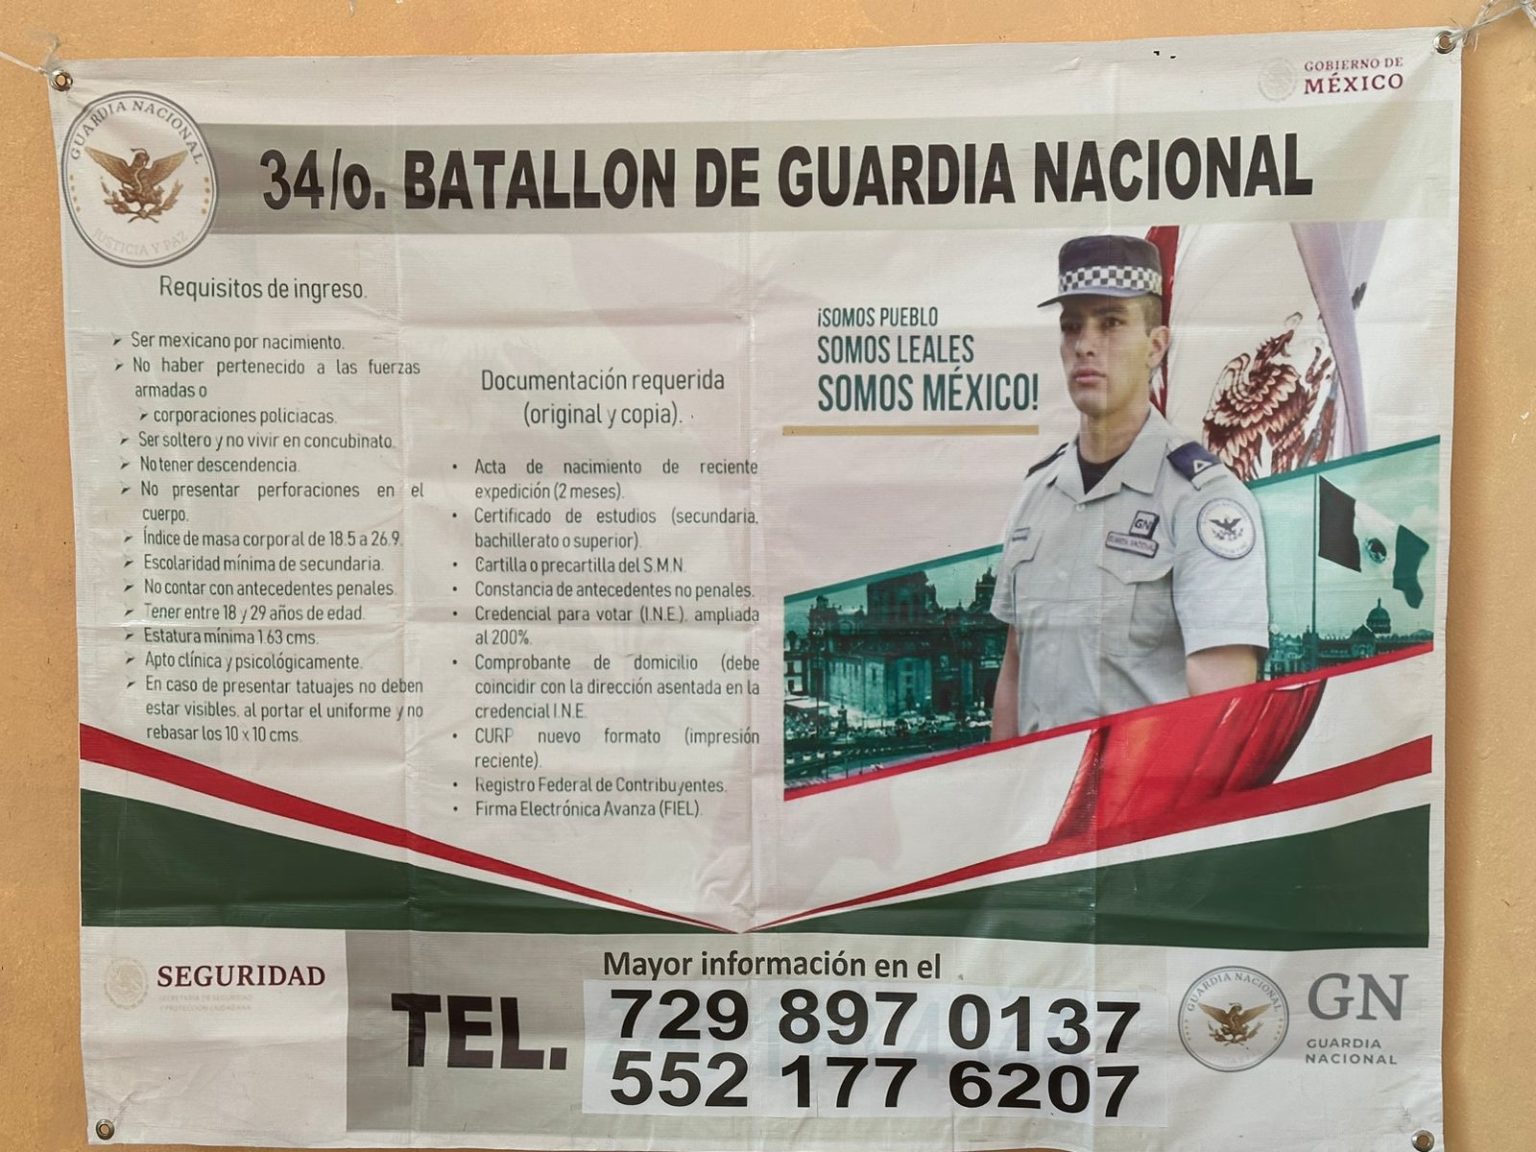 GOBIERNO DE
MÉXICO
GUARDIA NACIONAL
JUSTICIA Y PAZ
34/o. BATALLON DE GUARDIA NACIONAL
Requisitos de ingreso.
➢ Ser mexicano por nacimiento.
➢ No haber pertenecido a las fuerzas
armadas o
➢ corporaciones policiacas.
➢ Ser soltero y no vivir en concubinato.
➢ No tener descendencia.
➢ No presentar perforaciones en el
cuerpo.
➢ Índice de masa corporal de 18.5 a 26.9.
➢ Escolaridad mínima de secundaria.
➢ No contar con antecedentes penales.
➢ Tener entre 18 y 29 años de edad.
➢ Estatura mínima 1.63 cms.
➢ Apto clínica y psicológicamente.
➢ En caso de presentar tatuajes no deben
estar visibles, al portar el uniforme y no
rebasar los 10 x 10 cms.
Documentación requerida
(original y copia).
• Acta de nacimiento de reciente
expedición (2 meses).
• Certificado de estudios (secundaria,
bachillerato o superior).
• Cartilla o precartilla del S.M.N.
• Constancia de antecedentes no penales.
• Credencial para votar (I.N.E.) ampliada
al 200%.
• Comprobante de domicilio (debe
coincidir con la dirección asentada en la
credencial I.N.E.
• CURP nuevo formato (impresión
reciente).
• Registro Federal de Contribuyentes.
• Firma Electrónica Avanza (FIEL).
¡SOMOS PUEBLO
SOMOS LEALES
SOMOS MÉXICO!
GN
GUARDIA NACIONAL
SEGURIDAD
SECRETARÍA DE SEGURIDAD
Y PROTECCIÓN CIUDADANA
Mayor información en el
TEL.
729 897 0137
552 177 6207
GUARDIA NACIONAL
GN
GUARDIA
NACIONAL